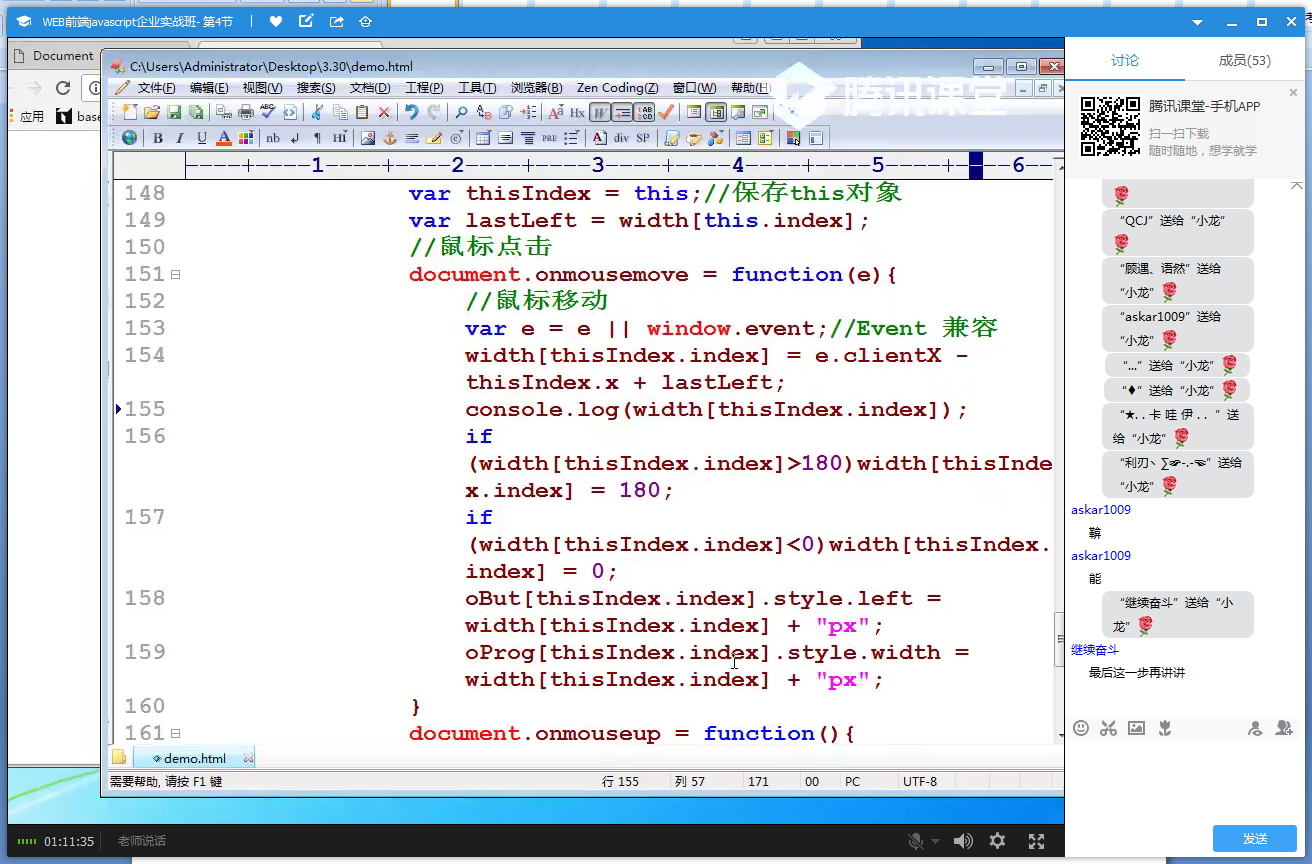 WEB前端javascript企业实战班- 第4节
Document
应用
base
C:\Users\Administrator\Desktop\3.30\demo.html
文件(F) 编辑(E) 视图(V) 搜索(S) 文档(D) 工程(P) 工具(T) 浏览器(B) Zen Coding(Z) 窗口(W) 帮助(H)
腾讯课堂
B I U A nb ¶ Hi PRE A div SP
1 2 3 4 5 6
148 var thisIndex = this;//保存this对象
149 var lastLeft = width[this.index];
150 //鼠标点击
151 document.onmousemove = function(e){
152 //鼠标移动
153 var e = e || window.event;//Event 兼容
154 width[thisIndex.index] = e.clientX -
thisIndex.x + lastLeft;
155 console.log(width[thisIndex.index]);
156 if
(width[thisIndex.index]>180)width[thisInde
x.index] = 180;
157 if
(width[thisIndex.index]<0)width[thisIndex.
index] = 0;
158 oBut[thisIndex.index].style.left =
width[thisIndex.index] + "px";
159 oProg[thisIndex.index].style.width =
width[thisIndex.index] + "px";
160 }
161 document.onmouseup = function(){
demo.html
需要帮助, 请按 F1 键 行 155 列 57 171 00 PC UTF-8
01:11:35 老师说话
讨论 成员(53)
腾讯课堂-手机APP
扫一扫下载
随时随地，想学就学
“QCJ”送给“小龙”
“顾遇、语然”送给
“小龙”
“askar1009”送给
“小龙”
“...”送给“小龙”
“♦”送给“小龙”
“★. . 卡 哇 伊 . . ”送
给“小龙”
“利刃丶∑☞-.-☜”送给
“小龙”
askar1009
askar1009
能
“继续奋斗”送给“小
龙”
继续奋斗
最后这一步再讲讲
发送